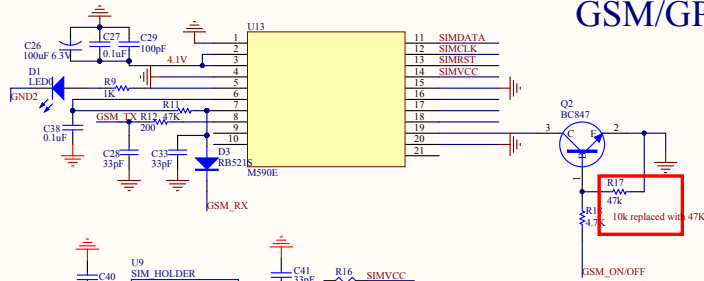 GSM/GP
U13
C26
100uF 6.3V
C27
0.1uF
C29
100pF
4.1V
D1
LED0
GND2
R9
1K
R11
GSM_TX
R12
47K
200
C38
0.1uF
C28
33pF
C33
33pF
D3
RB521S
GSM_RX
1
2
3
4
5
6
7
8
9
10
11
12
13
14
15
16
17
18
19
20
21
SIMDATA
SIMCLK
SIMRST
SIMVCC
M590E
Q2
BC847
3
C
E
2
1
R17
47k
4.7K
10k replaced with 47K
GSM_ON/OFF
C40
U9
SIM_HOLDER
C41
33pF
R16
SIMVCC